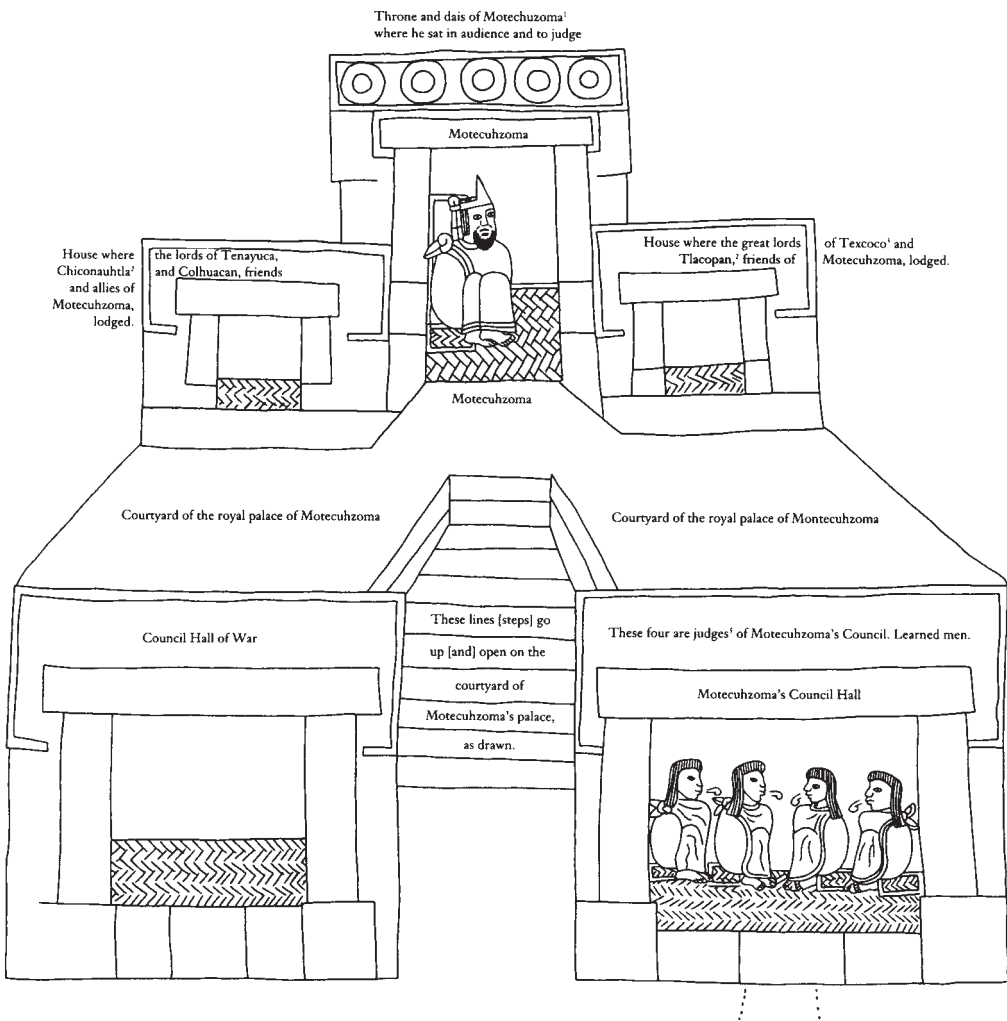 Throne and dais of Motechuzoma¹
where he sat in audience and to judge
Motecuhzoma
House where the lords of Tenayuca,
Chiconauhtla² and Colhuacan, friends
and allies of
Motecuhzoma,
lodged.
House where the great lords of Texcoco³ and
Tlacopan,² friends of Motecuhzoma, lodged.
Motecuhzoma
Courtyard of the royal palace of Motecuhzoma
Courtyard of the royal palace of Montecuhzoma
Council Hall of War
These lines [steps] go
up [and] open on the
courtyard of
Motecuhzoma's palace,
as drawn.
These four are judges⁵ of Motecuhzoma's Council. Learned men.
Motecuhzoma's Council Hall